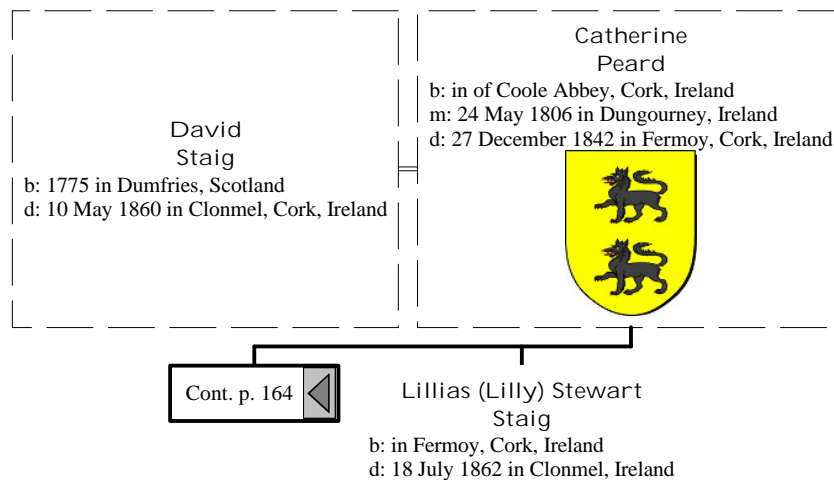 David
Staig
b: 1775 in Dumfries, Scotland
d: 10 May 1860 in Clonmel, Cork, Ireland
Catherine
Peard
b: in of Coole Abbey, Cork, Ireland
m: 24 May 1806 in Dungourney, Ireland
d: 27 December 1842 in Fermoy, Cork, Ireland
Cont. p. 164
Lillias (Lilly) Stewart
Staig
b: in Fermoy, Cork, Ireland
d: 18 July 1862 in Clonmel, Ireland